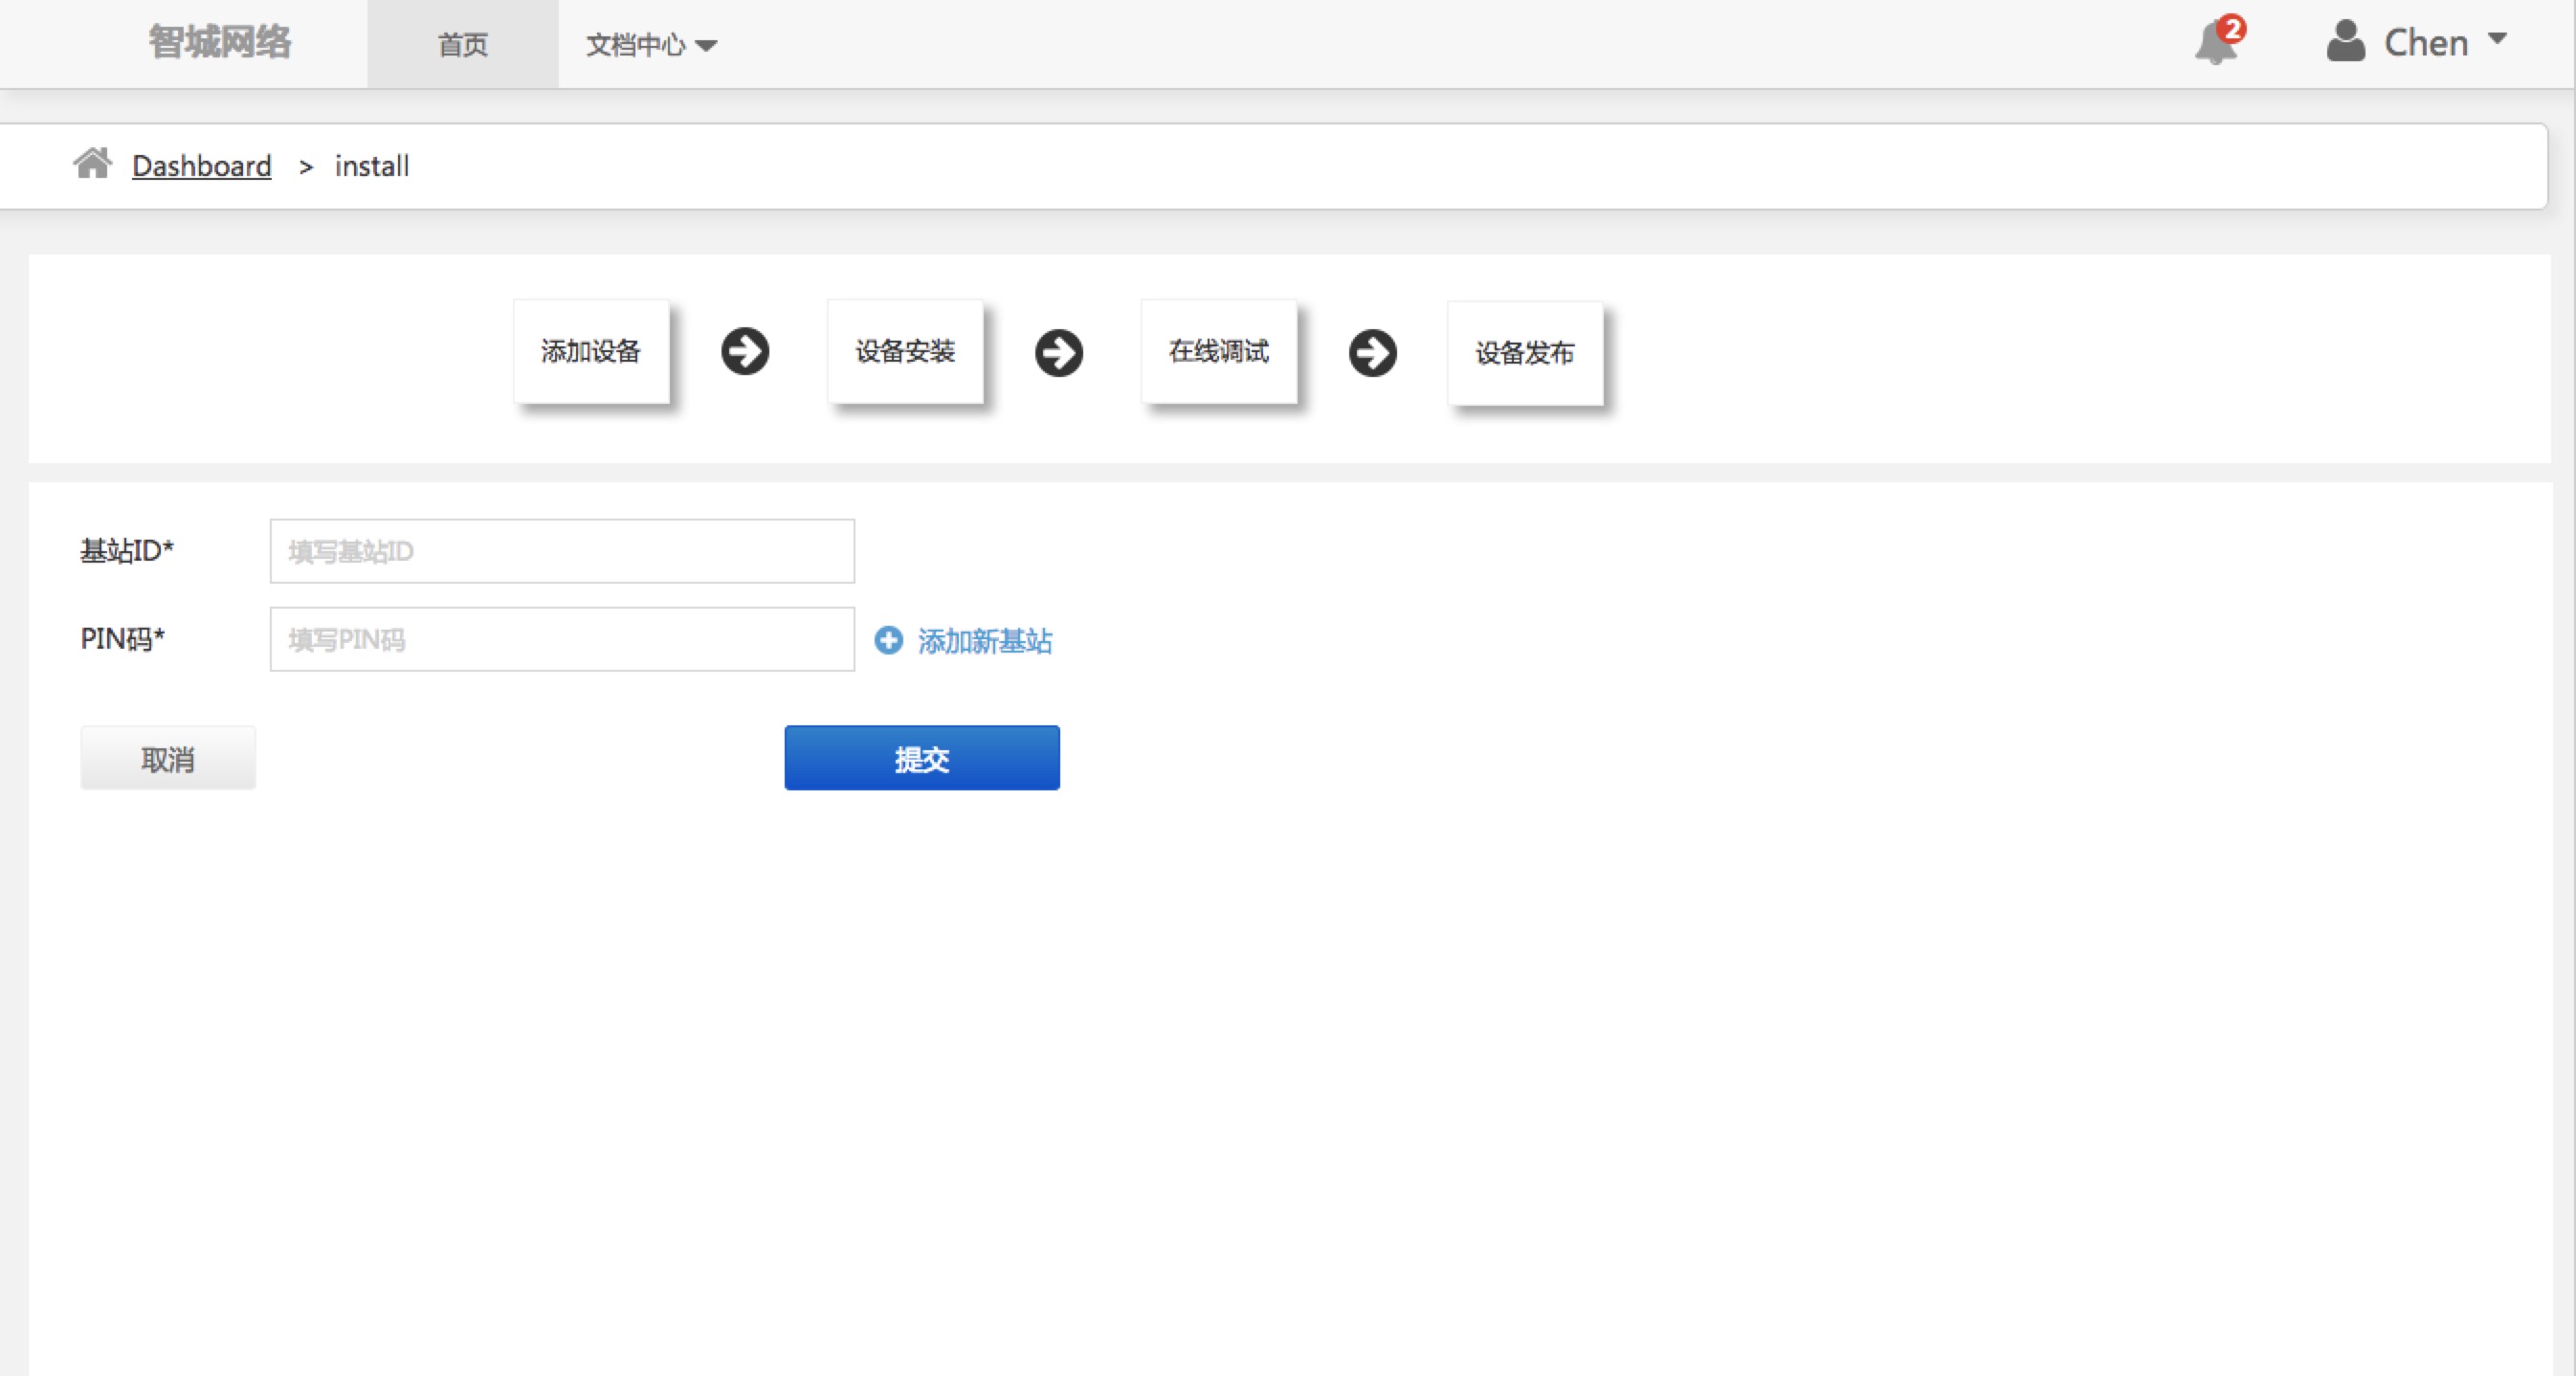 智城网络 首页 文档中心 2 Chen
Dashboard > install
添加设备 设备安装 在线调试 设备发布
基站ID* 填写基站ID
PIN码* 填写PIN码 添加新基站
取消 提交